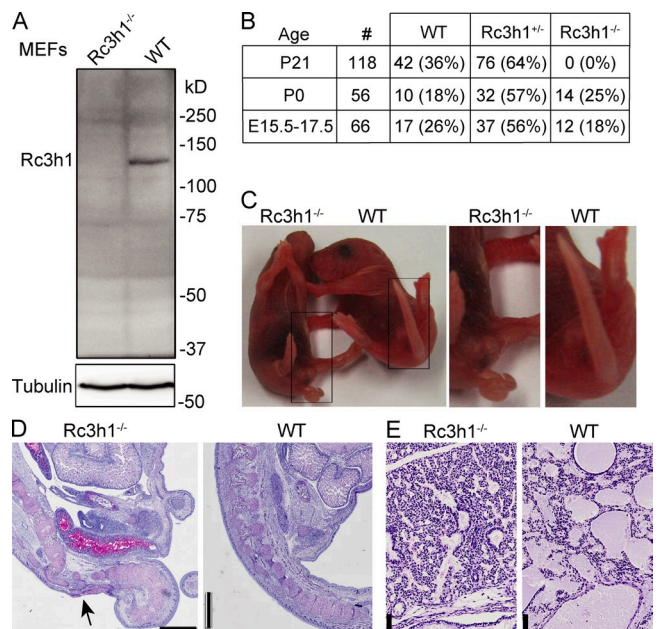 A
MEFs
Rc3h1-/-
WT
kD
-250
-150
Rc3h1
-100
-75
-50
-37
Tubulin
-50
B
Age # WT Rc3h1+/- Rc3h1-/-
P21 118 42 (36%) 76 (64%) 0 (0%)
P0 56 10 (18%) 32 (57%) 14 (25%)
E15.5-17.5 66 17 (26%) 37 (56%) 12 (18%)
C
Rc3h1-/- WT Rc3h1-/- WT
D
Rc3h1-/- WT
E
Rc3h1-/- WT